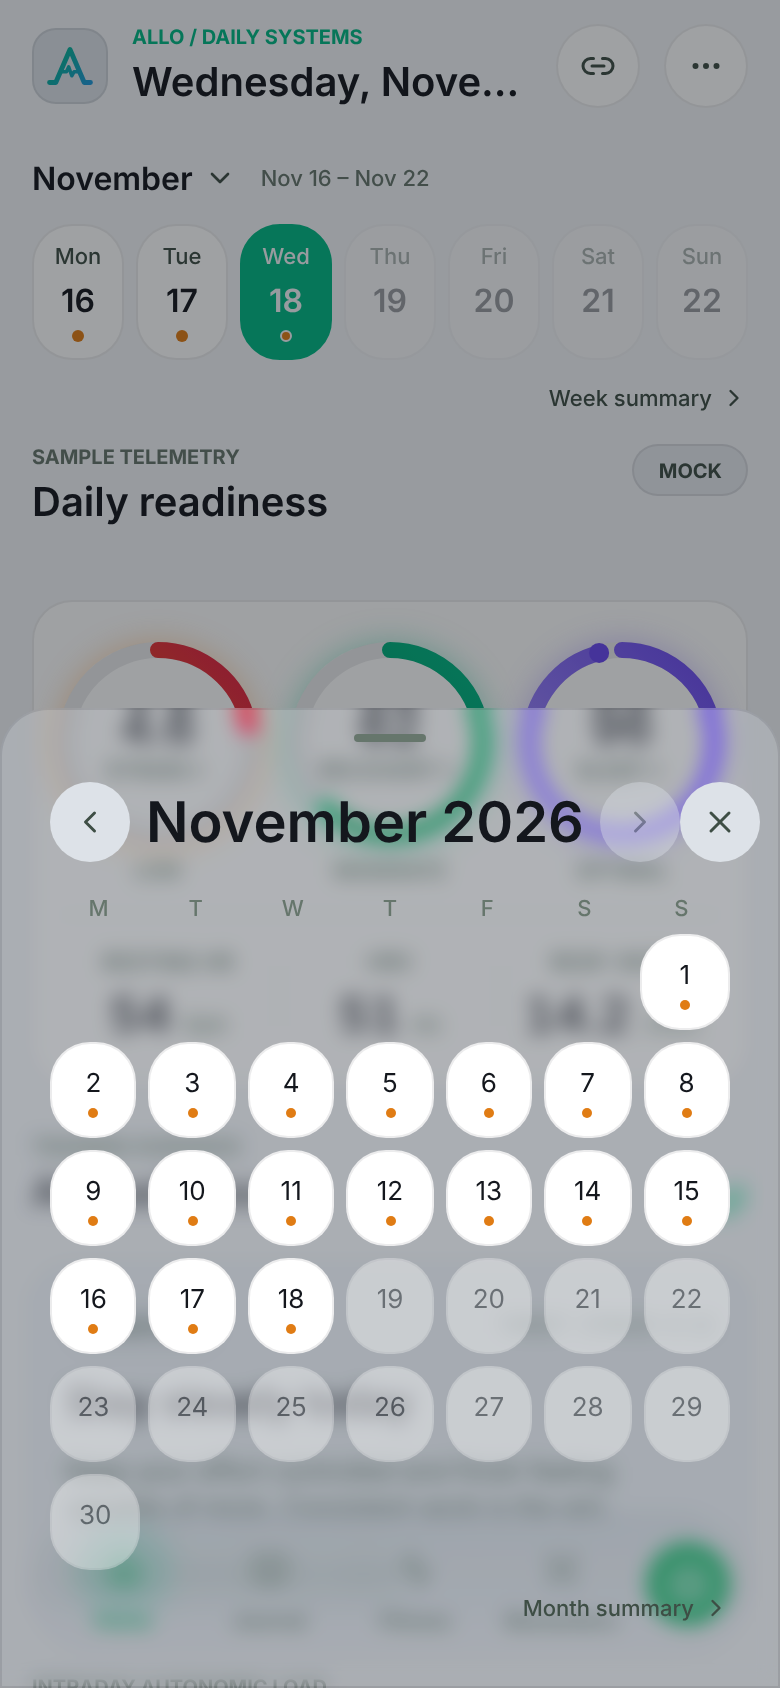 ALLO / DAILY SYSTEMS
Wednesday, Nove...
November
Nov 16 – Nov 22
Mon Tue Wed Thu Fri Sat Sun
16 17 18 19 20 21 22
Week summary
SAMPLE TELEMETRY
MOCK
Daily readiness
November 2026
M T W T F S S
1
2 3 4 5 6 7 8
9 10 11 12 13 14 15
16 17 18 19 20 21 22
23 24 25 26 27 28 29
30
Month summary
INTRADAY AUTONOMIC LOAD